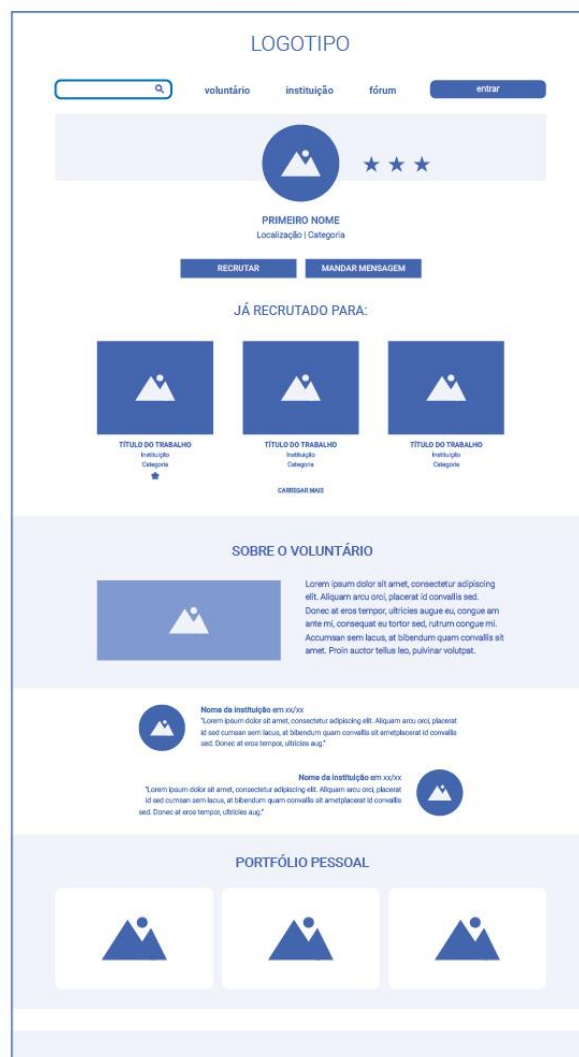 LOGOTIPO
voluntário instituição fórum entrar
PRIMEIRO NOME
Localização | Categoria
RECRUTAR MANDAR MENSAGEM
JÁ RECRUTADO PARA:
TÍTULO DO TRABALHO
Instituição
Categoria
TÍTULO DO TRABALHO
Instituição
Categoria
TÍTULO DO TRABALHO
Instituição
Categoria
CARREGAR MAIS
SOBRE O VOLUNTÁRIO
Lorem ipsum dolor sit amet, consectetur adipiscing
elit. Aliquam arcu orci, placerat id convallis sed.
Donec at eros tempor, ultricies augue eu, congue am
ante mi, consequat eu tortor sed, rutrum congue mi.
Accumsan sem lacus, at bibendum quam convallis sit
amet. Proin auctor tellus leo, pulvinar volutpat.
Nome da instituição em xx/xx
"Lorem ipsum dolor sit amet, consectetur adipiscing elit. Aliquam arcu orci, placerat
id sed cumsan sem lacus, at bibendum quam convallis sit ametplacerat id convallis
sed. Donec at eros tempor, ultricies aug."
Nome da instituição em xx/xx
"Lorem ipsum dolor sit amet, consectetur adipiscing elit. Aliquam arcu orci, placerat
id sed cumsan sem lacus, at bibendum quam convallis sit ametplacerat id convallis
sed. Donec at eros tempor, ultricies aug."
PORTFÓLIO PESSOAL